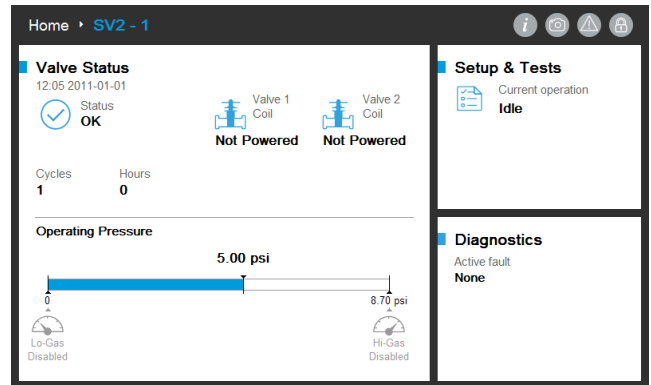 Home ‣ SV2 - 1
Valve Status
12:05 2011-01-01
Status
OK
Valve 1
Coil
Not Powered
Valve 2
Coil
Not Powered
Cycles
1
Hours
0
Operating Pressure
5.00 psi
0
8.70 psi
Lo-Gas
Disabled
Hi-Gas
Disabled
Setup & Tests
Current operation
Idle
Diagnostics
Active fault
None